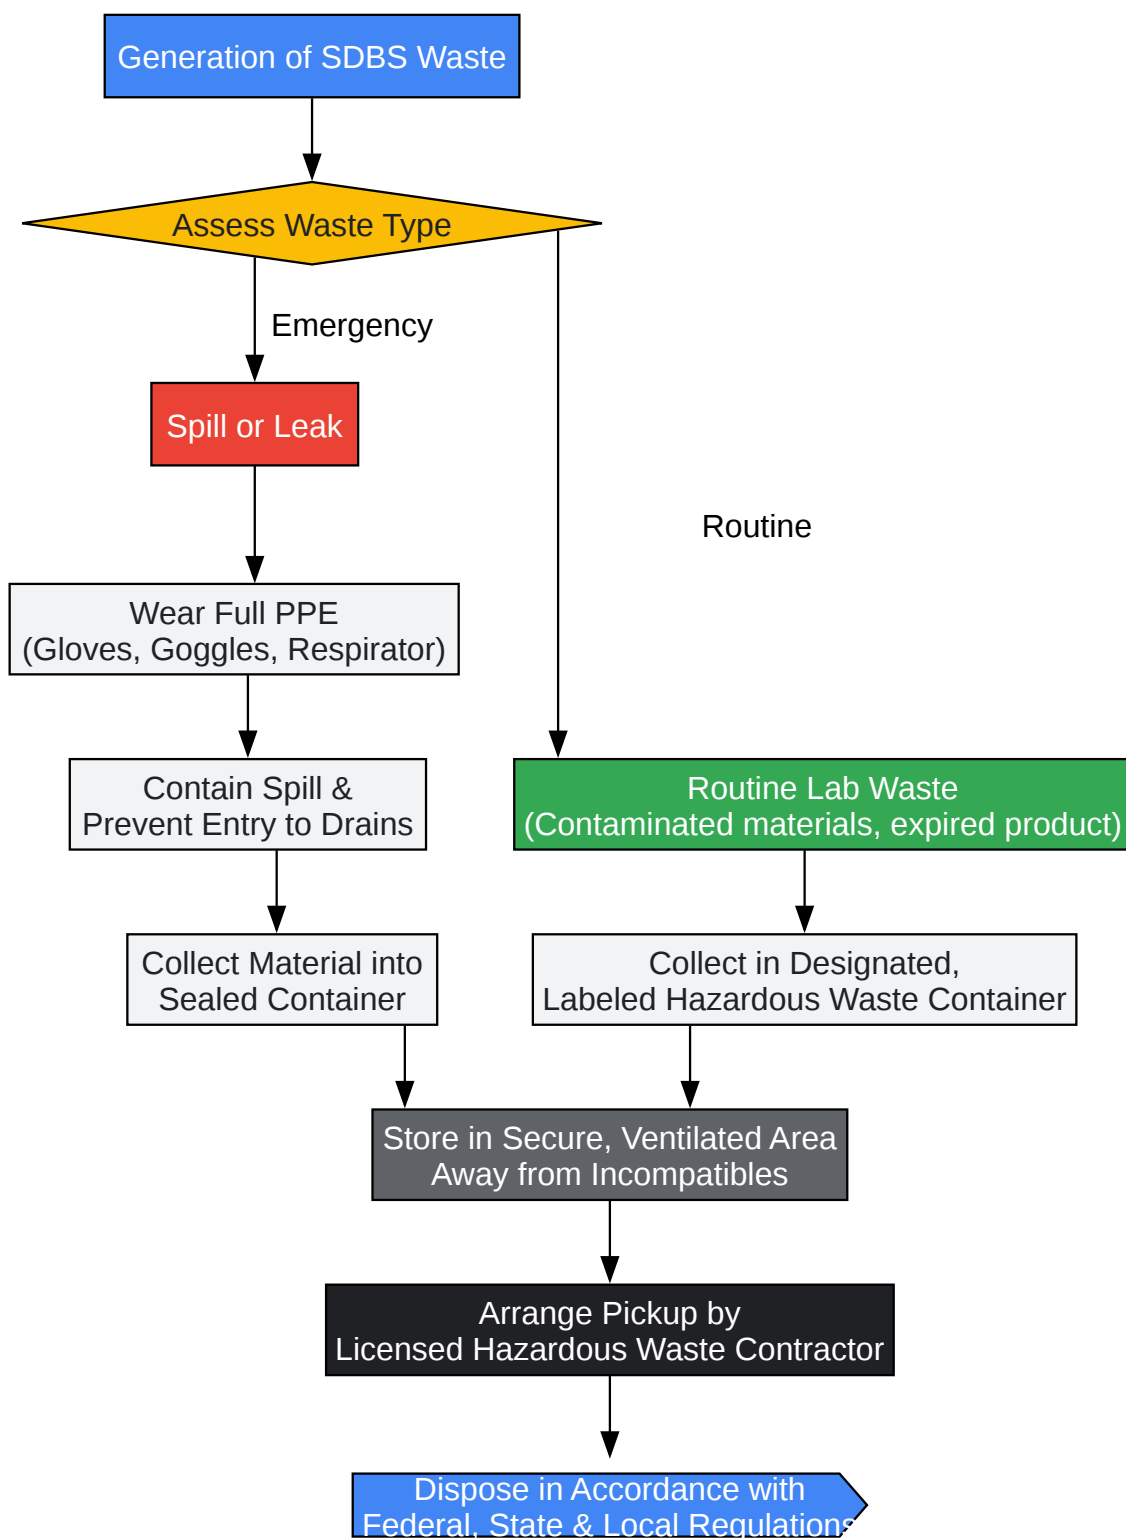 Generation of SDBS Waste
Assess Waste Type
Emergency
Spill or Leak
Routine
Wear Full PPE
(Gloves, Goggles, Respirator)
Contain Spill &
Prevent Entry to Drains
Routine Lab Waste
(Contaminated materials, expired product)
Collect Material into
Sealed Container
Collect in Designated,
Labeled Hazardous Waste Container
Store in Secure, Ventilated Area
Away from Incompatibles
Arrange Pickup by
Licensed Hazardous Waste Contractor
Dispose in Accordance with
Federal, State & Local Regulations